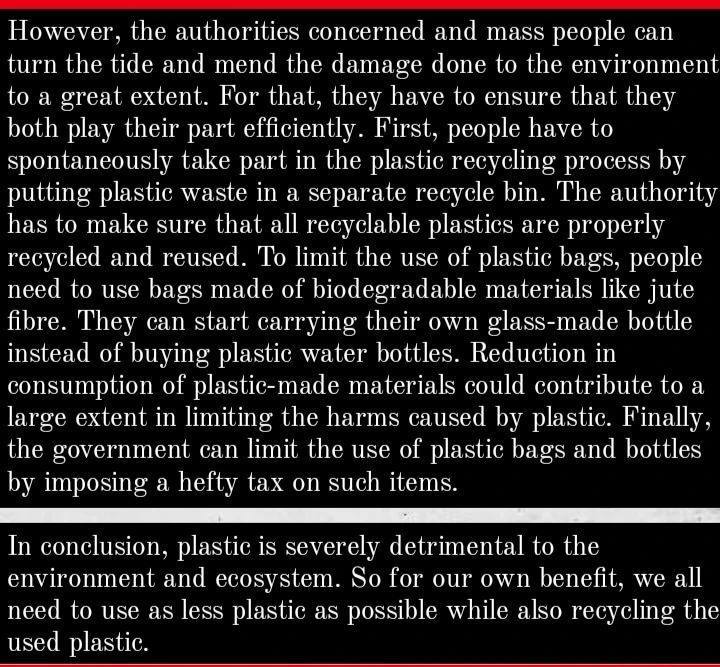 However, the authorities concerned and mass people can
turn the tide and mend the damage done to the environment
to a great extent. For that, they have to ensure that they
both play their part efficiently. First, people have to
spontaneously take part in the plastic recycling process by
putting plastic waste in a separate recycle bin. The authority
has to make sure that all recyclable plastics are properly
recycled and reused. To limit the use of plastic bags, people
need to use bags made of biodegradable materials like jute
fibre. They can start carrying their own glass-made bottle
instead of buying plastic water bottles. Reduction in
consumption of plastic-made materials could contribute to a
large extent in limiting the harms caused by plastic. Finally,
the government can limit the use of plastic bags and bottles
by imposing a hefty tax on such items.
In conclusion, plastic is severely detrimental to the
environment and ecosystem. So for our own benefit, we all
need to use as less plastic as possible while also recycling the
used plastic.